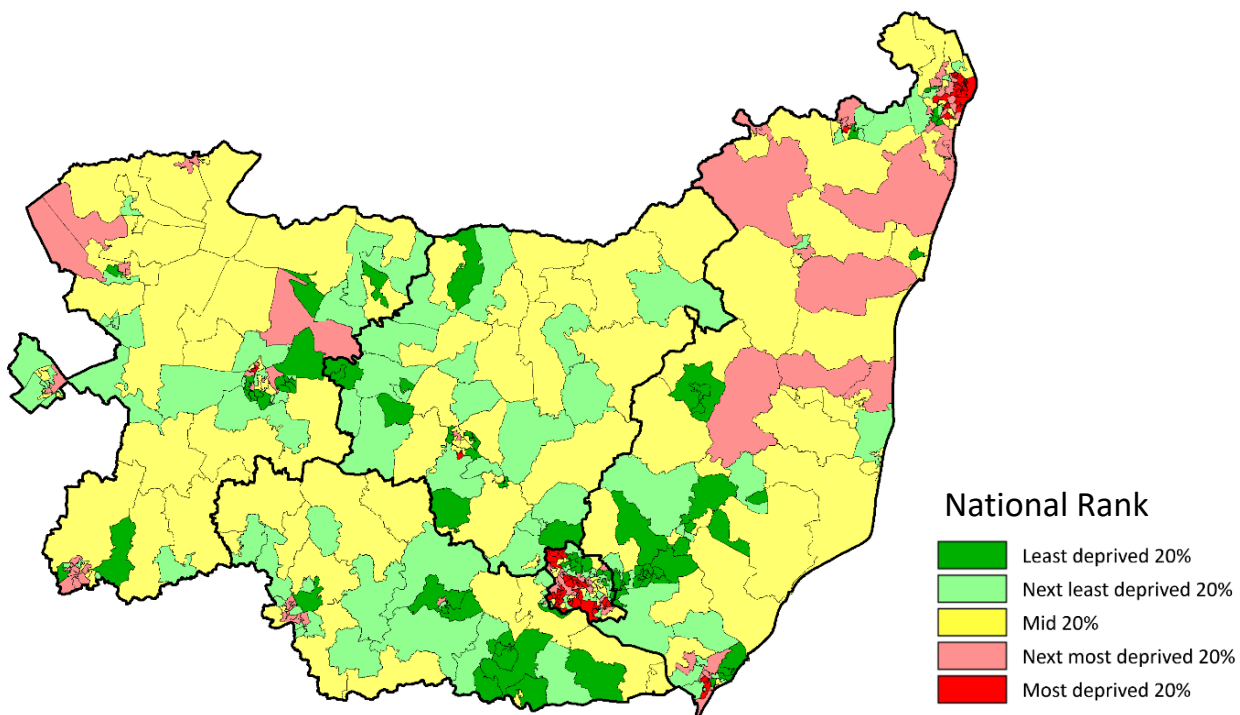 National Rank
Least deprived 20%
Next least deprived 20%
Mid 20%
Next most deprived 20%
Most deprived 20%